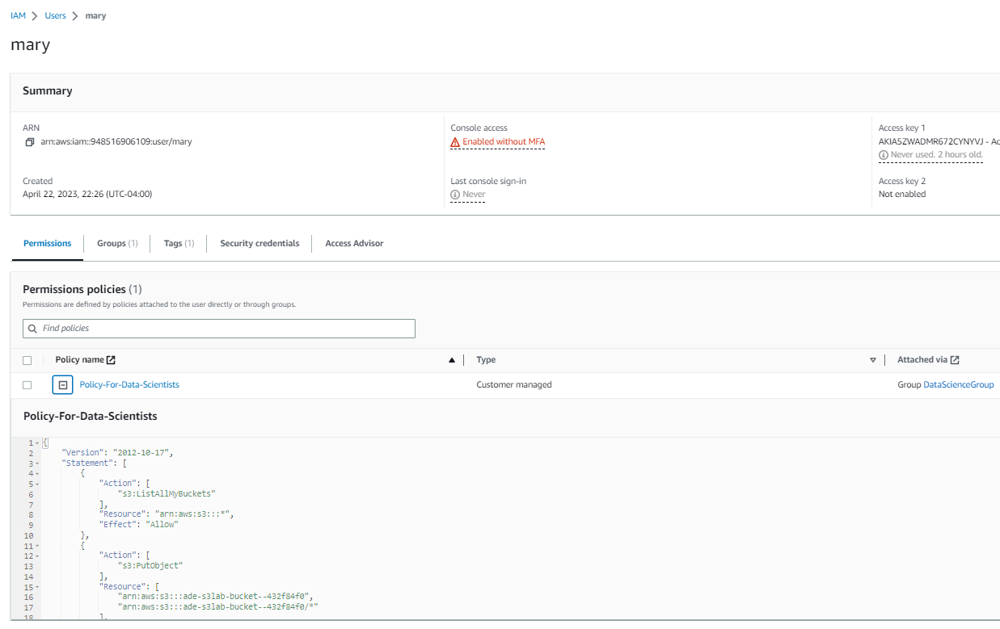 IAM > Users > mary
mary
Summary
ARN
arn:aws:iam::948516906109:user/mary
Console access
Enabled without MFA
Access key 1
AKIA5ZWADMR672CYNYVJ - Ac
Never used. 2 hours old.
Created
April 22, 2023, 22:26 (UTC-04:00)
Last console sign-in
Never
Access key 2
Not enabled
Permissions
Groups (1)
Tags (1)
Security credentials
Access Advisor
Permissions policies (1)
Permissions are defined by policies attached to the user directly or through groups.
Find policies
Policy name
Type
Attached via
Policy-For-Data-Scientists
Customer managed
Group DataScienceGroup
Policy-For-Data-Scientists
1 {
2 "Version": "2012-10-17",
3 "Statement": [
4 {
5 "Action": [
6 "s3:ListAllMyBuckets"
7 ],
8 "Resource": "arn:aws:s3:::*",
9 "Effect": "Allow"
10 },
11 {
12 "Action": [
13 "s3:PutObject"
14 ],
15 "Resource": [
16 "arn:aws:s3:::ade-s3lab-bucket--432f84f0",
17 "arn:aws:s3:::ade-s3lab-bucket--432f84f0/*"
18 ],